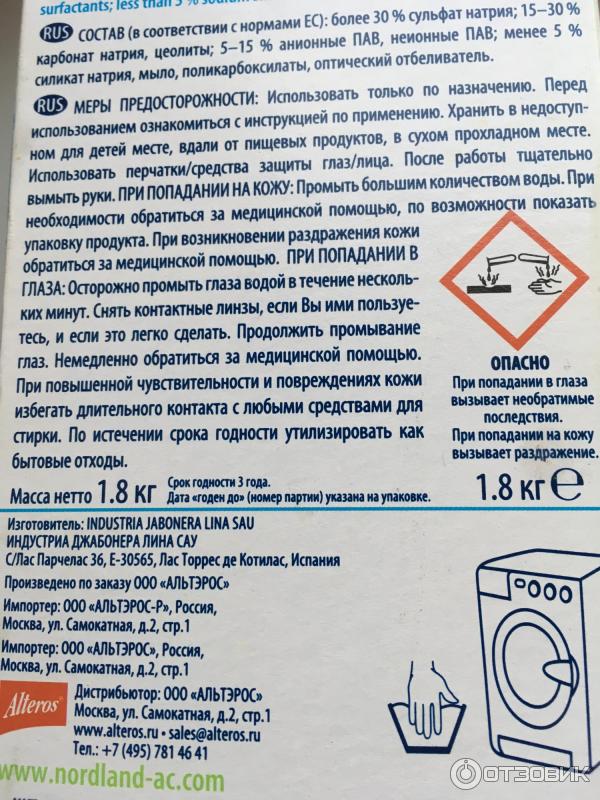 surfactants; less than 5 % sodium
RUS СОСТАВ (в соответствии с нормами ЕС): более 30 % сульфат натрия; 15–30 %
карбонат натрия, цеолиты; 5–15 % анионные ПАВ, неионные ПАВ; менее 5 %
силикат натрия, мыло, поликарбоксилаты, оптический отбеливатель.
RUS МЕРЫ ПРЕДОСТОРОЖНОСТИ: Использовать только по назначению. Перед
использованием ознакомиться с инструкцией по применению. Хранить в недоступ-
ном для детей месте, вдали от пищевых продуктов, в сухом прохладном месте.
Использовать перчатки/средства защиты глаз/лица. После работы тщательно
вымыть руки. ПРИ ПОПАДАНИИ НА КОЖУ: Промыть большим количеством воды. При
необходимости обратиться за медицинской помощью, по возможности показать
упаковку продукта. При возникновении раздражения кожи
обратиться за медицинской помощью. ПРИ ПОПАДАНИИ В
ГЛАЗА: Осторожно промыть глаза водой в течение несколь-
ких минут. Снять контактные линзы, если Вы ими пользуе-
тесь, и если это легко сделать. Продолжить промывание
глаз. Немедленно обратиться за медицинской помощью.
При повышенной чувствительности и повреждениях кожи
избегать длительного контакта с любыми средствами для
стирки. По истечении срока годности утилизировать как
бытовые отходы.
ОПАСНО
При попадании в глаза
вызывает необратимые
последствия.
При попадании на кожу
вызывает раздражение.
Масса нетто 1.8 кг Срок годности 3 года.
Дата «годен до» (номер партии) указана на упаковке.
1.8 кг ℮
Изготовитель: INDUSTRIA JABONERA LINA SAU
ИНДУСТРИА ДЖАБОНЕРА ЛИНА САУ
С/Лас Парчелас 36, Е-30565, Лас Торрес де Котилас, Испания
Произведено по заказу ООО «АЛЬТЭРОС»
Импортер: ООО «АЛЬТЭРОС-Р», Россия,
Москва, ул. Самокатная, д.2, стр.1
Импортер: ООО «АЛЬТЭРОС», Россия,
Москва, ул. Самокатная, д.2, стр.1
Alteros
Дистрибьютор: ООО «АЛЬТЭРОС»
Москва, ул. Самокатная, д.2, стр.1
www.alteros.ru • sales@alteros.ru
Тел.: +7 (495) 781 46 41
www.nordland-ac.com
ОТЗОВИК